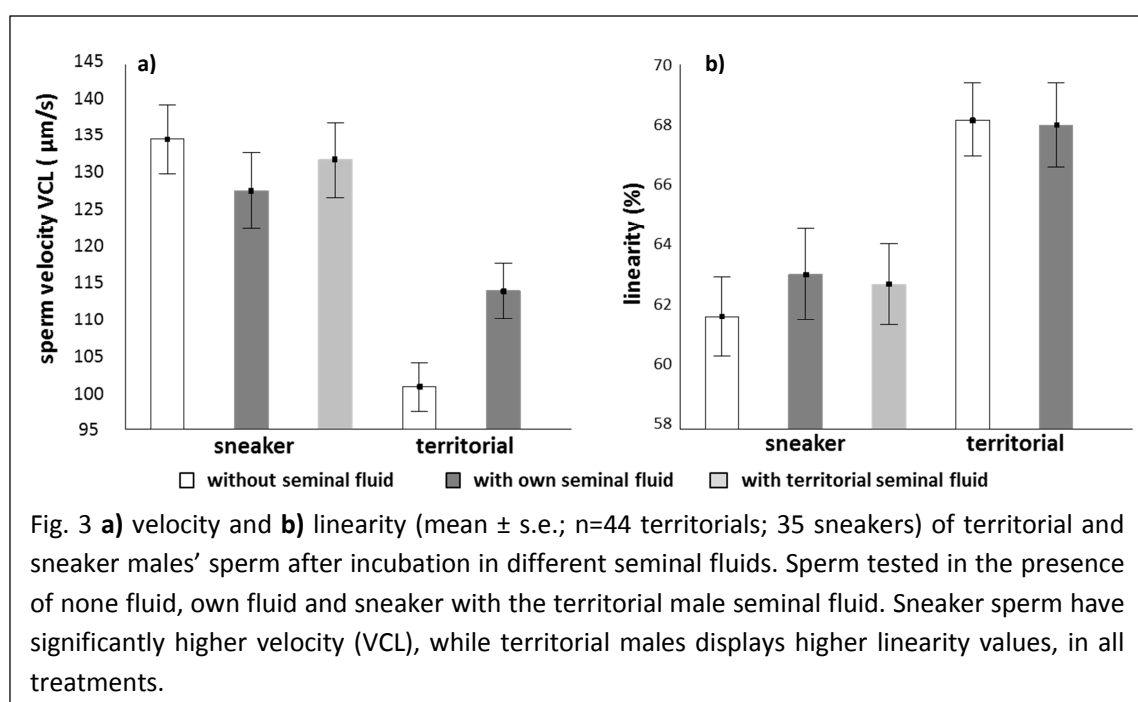 a)
sperm velocity VCL ( μm/s)
145
140
135
130
125
120
115
110
105
100
95
sneaker territorial
b)
linearity (%)
70
68
66
64
62
60
58
sneaker territorial
without seminal fluid with own seminal fluid with territorial seminal fluid
Fig. 3 a) velocity and b) linearity (mean ± s.e.; n=44 territorials; 35 sneakers) of territorial and
sneaker males’ sperm after incubation in different seminal fluids. Sperm tested in the presence
of none fluid, own fluid and sneaker with the territorial male seminal fluid. Sneaker sperm have
significantly higher velocity (VCL), while territorial males displays higher linearity values, in all
treatments.